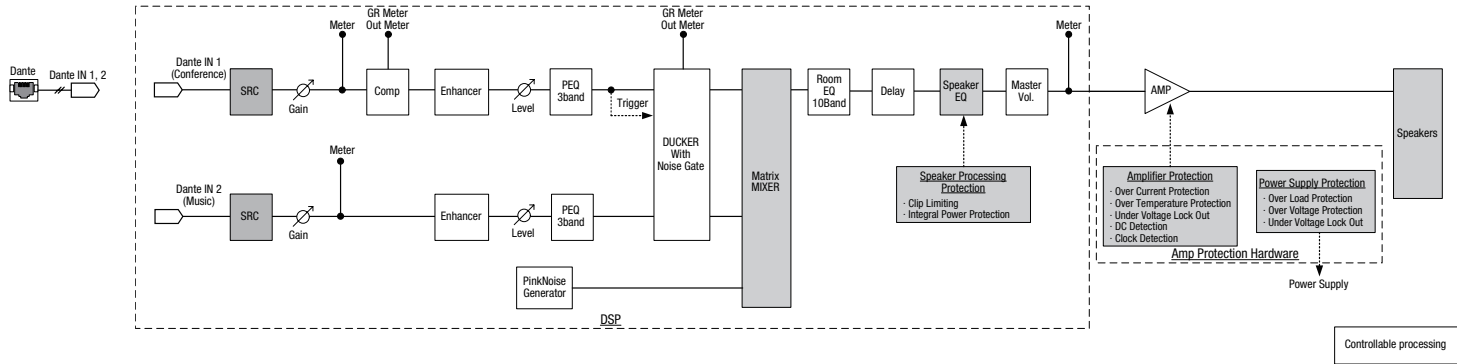 Dante
Dante IN 1, 2
Dante IN 1
(Conference)
SRC
Gain
Meter
GR Meter
Out Meter
Comp
Enhancer
Level
PEQ
3band
Trigger
GR Meter
Out Meter
DUCKER
With
Noise Gate
Matrix
MIXER
Room
EQ
10Band
Delay
Speaker
EQ
Master
Vol.
Meter
AMP
Speakers
Dante IN 2
(Music)
SRC
Gain
Meter
Enhancer
Level
PEQ
3band
PinkNoise
Generator
DSP
Speaker Processing
Protection
· Clip Limiting
· Integral Power Protection
Amplifier Protection
· Over Current Protection
· Over Temperature Protection
· Under Voltage Lock Out
· DC Detection
· Clock Detection
Power Supply Protection
· Over Load Protection
· Over Voltage Protection
· Under Voltage Lock Out
Amp Protection Hardware
Power Supply
Controllable processing